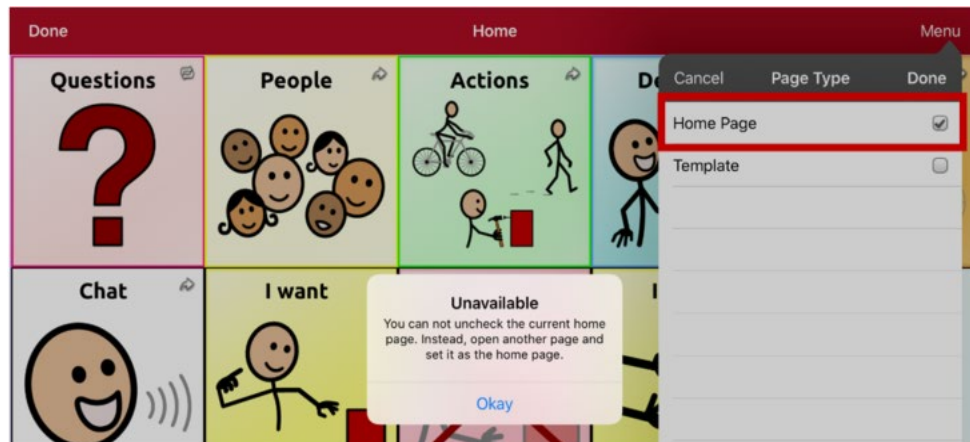 Done
Home
Menu
Questions
People
Actions
Cancel
Page Type
Done
Home Page
Template
Chat
I want
Unavailable
You can not uncheck the current home
page. Instead, open another page and
set it as the home page.
Okay